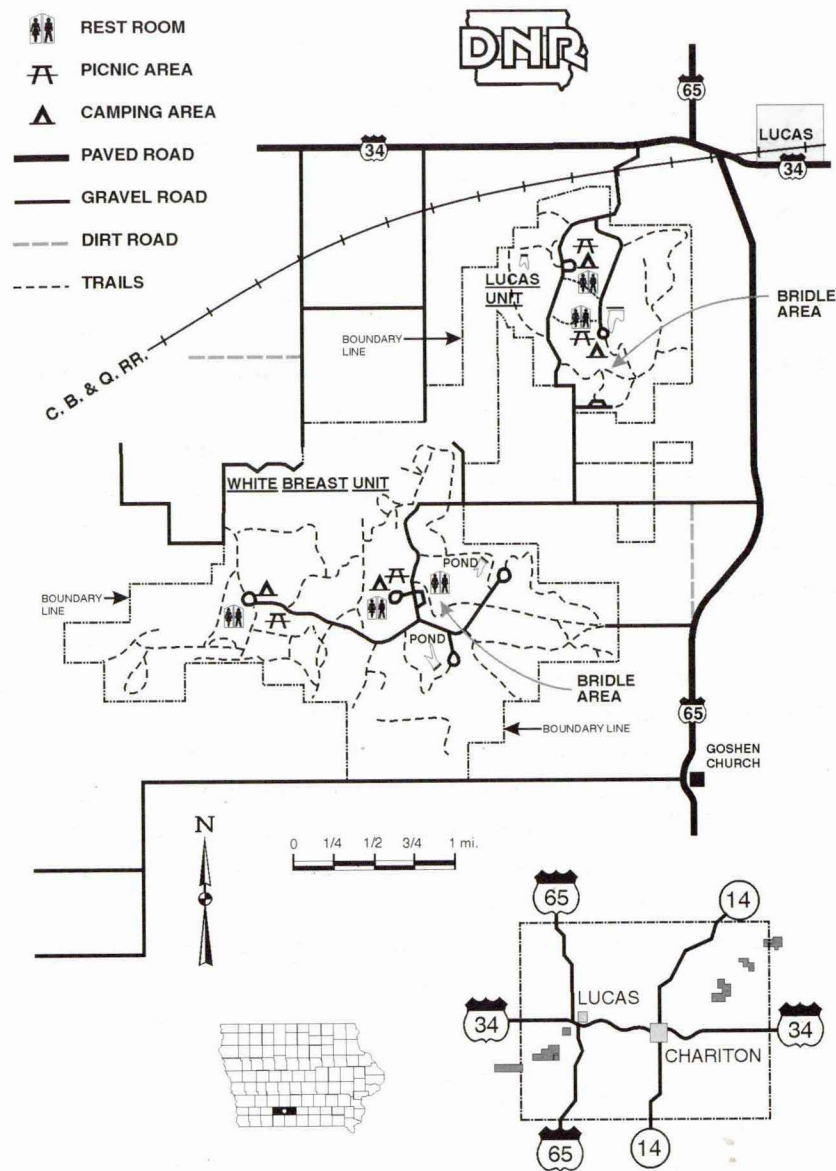 REST ROOM
PICNIC AREA
CAMPING AREA
PAVED ROAD
GRAVEL ROAD
DIRT ROAD
TRAILS
DNR
65
34
LUCAS
34
C. B. & Q. RR.
LUCAS
UNIT
BOUNDARY
LINE
BRIDLE
AREA
WHITE BREAST UNIT
BOUNDARY
LINE
POND
POND
BRIDLE
AREA
BOUNDARY LINE
65
GOSHEN
CHURCH
N
0 1/4 1/2 3/4 1 mi.
65
14
LUCAS
34
34
CHARITON
65
14